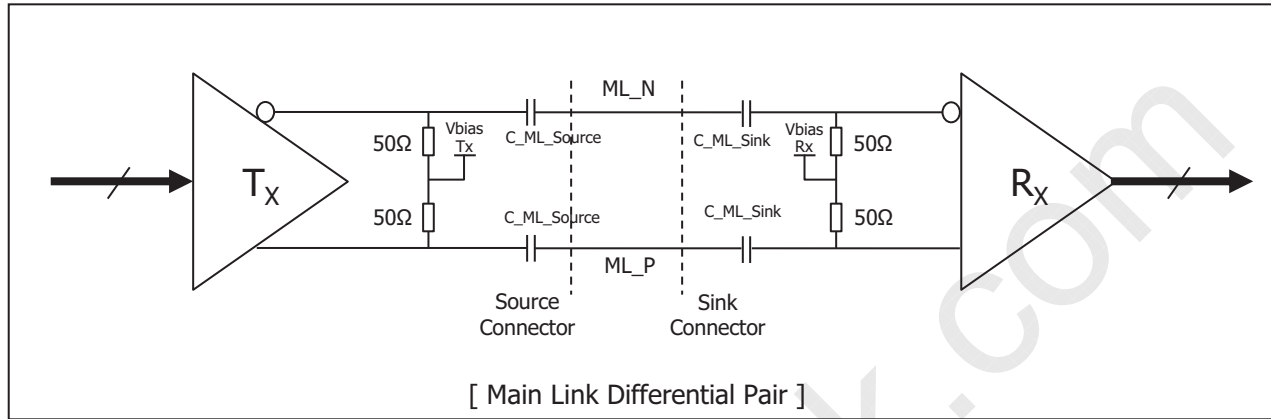 ML_N
Vbias
Tx
C_ML_Source
C_ML_Sink
Vbias
Rx
50Ω
50Ω
TX
RX
50Ω
50Ω
C_ML_Source
C_ML_Sink
ML_P
Source
Connector
Sink
Connector
[ Main Link Differential Pair ]